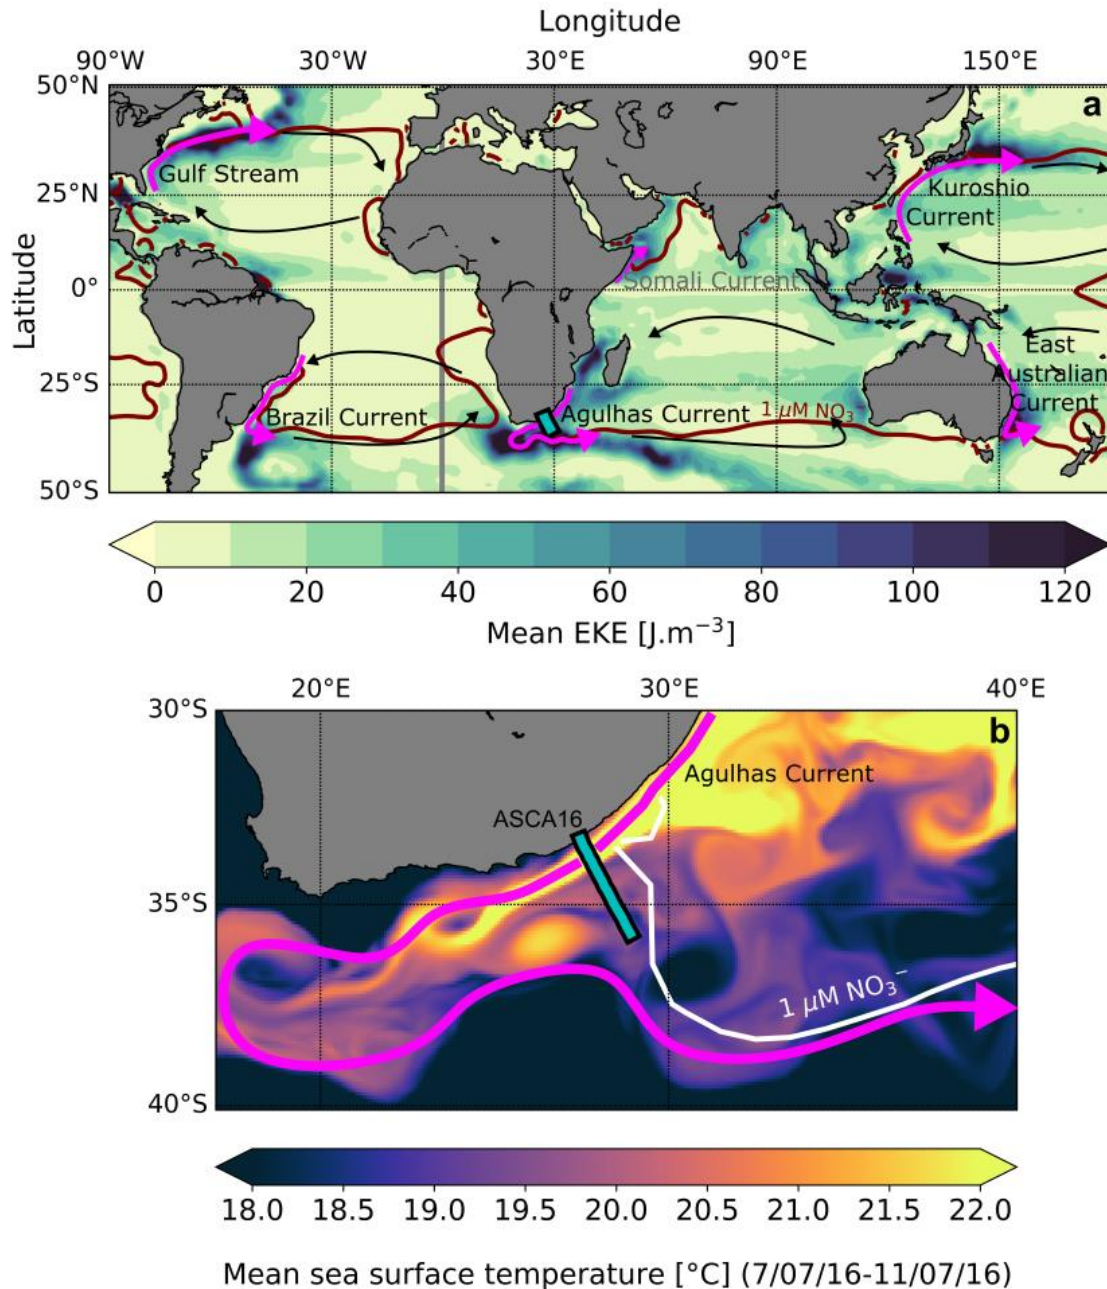 Longitude
90°W 30°W 30°E 90°E 150°E
50°N
a
Gulf Stream
25°N
Kuroshio
Current
Somali Current
0°
Latitude
East
Australian
Current
25°S
Brazil Current
Agulhas Current
1 μM NO₃
50°S
0 20 40 60 80 100 120
Mean EKE [J.m⁻³]
20°E 30°E 40°E
30°S
b
Agulhas Current
ASCA16
35°S
1 μM NO₃⁻
40°S
18.0 18.5 19.0 19.5 20.0 20.5 21.0 21.5 22.0
Mean sea surface temperature [°C] (7/07/16-11/07/16)